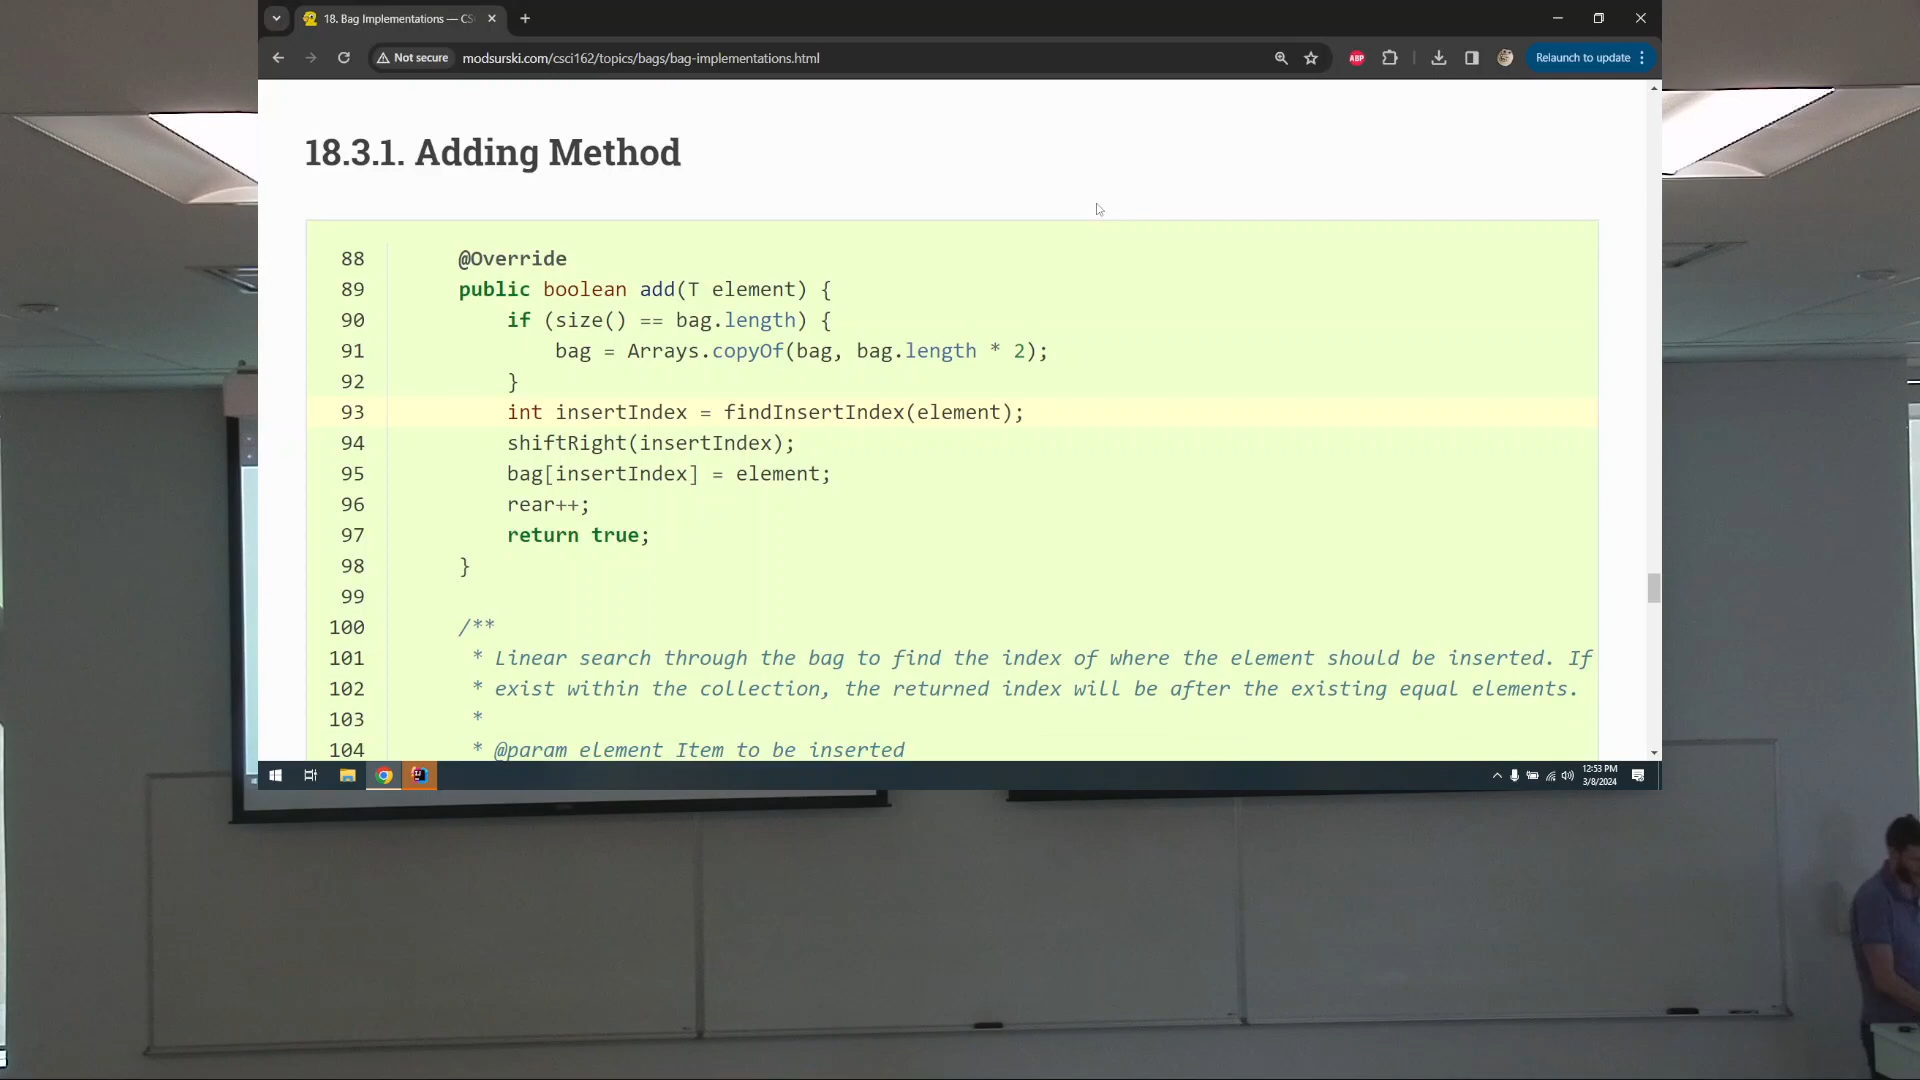 18. Bag Implementations — CS
Not secure modsurski.com/csci162/topics/bags/bag-implementations.html
ABP
Relaunch to update
18.3.1. Adding Method
88 @Override
89 public boolean add(T element) {
90 if (size() == bag.length) {
91 bag = Arrays.copyOf(bag, bag.length * 2);
92 }
93 int insertIndex = findInsertIndex(element);
94 shiftRight(insertIndex);
95 bag[insertIndex] = element;
96 rear++;
97 return true;
98 }
99
100 /**
101 * Linear search through the bag to find the index of where the element should be inserted. If
102 * exist within the collection, the returned index will be after the existing equal elements.
103 *
104 * @param element Item to be inserted
12:53 PM
3/8/2024